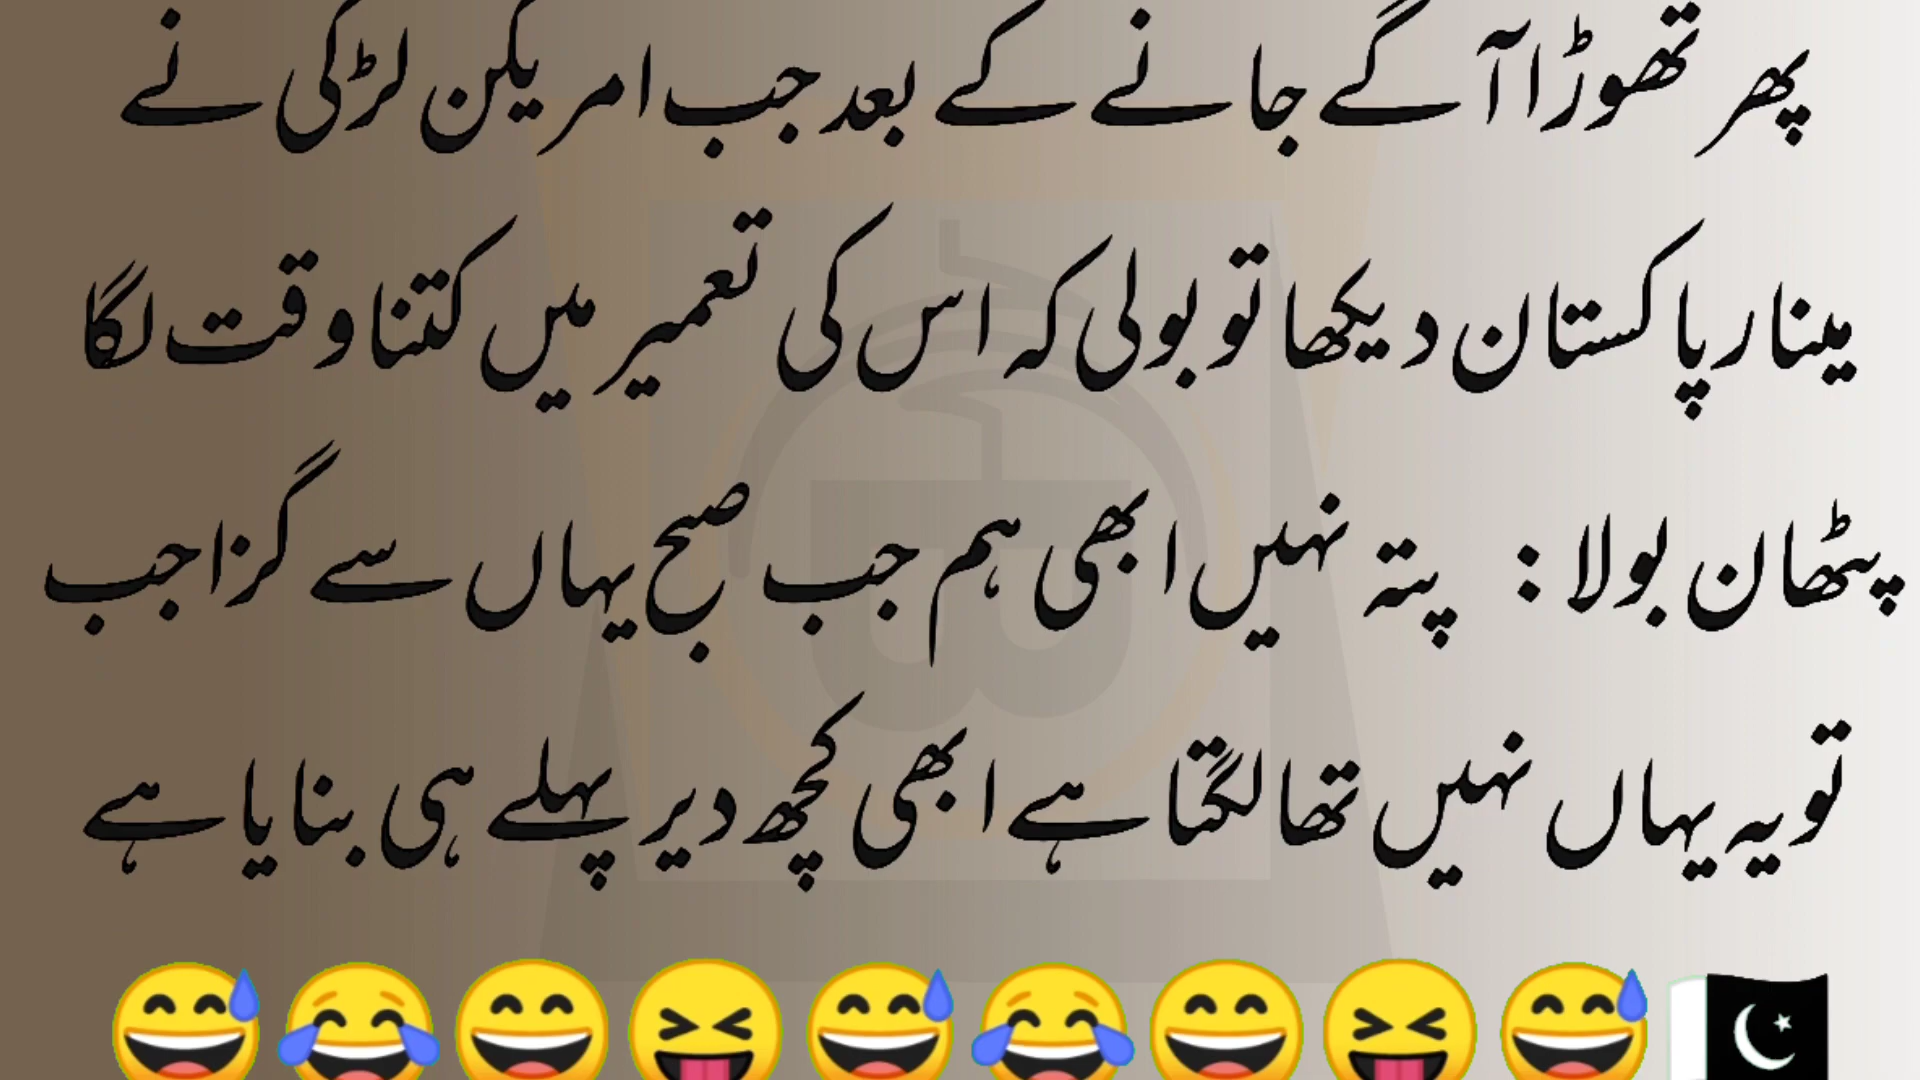 پھر تھوڑا آگے جانے کے بعد جب امریکن لڑکی نے
مینار پاکستان دیکھا تو بولی کہ اس کی تعمیر میں کتنا وقت لگا
پٹھان بولا : پتہ نہیں ابھی ہم جب صبح یہاں سے گزا جب
تو یہ یہاں نہیں تھا لگتا ہے ابھی کچھ دیر پہلے ہی بنایا ہے